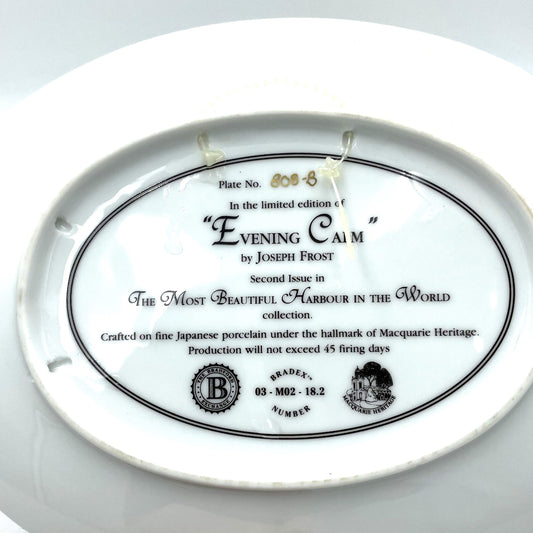 Plate No. 808-B
In the limited edition of
"Evening Calm"
by Joseph Frost
Second Issue in
The Most Beautiful Harbour in the World
collection.
Crafted on fine Japanese porcelain under the hallmark of Macquarie Heritage.
Production will not exceed 45 firing days
B
BRADEX™
03 - M02 - 18.2
NUMBER
MACQUARIE HERITAGE